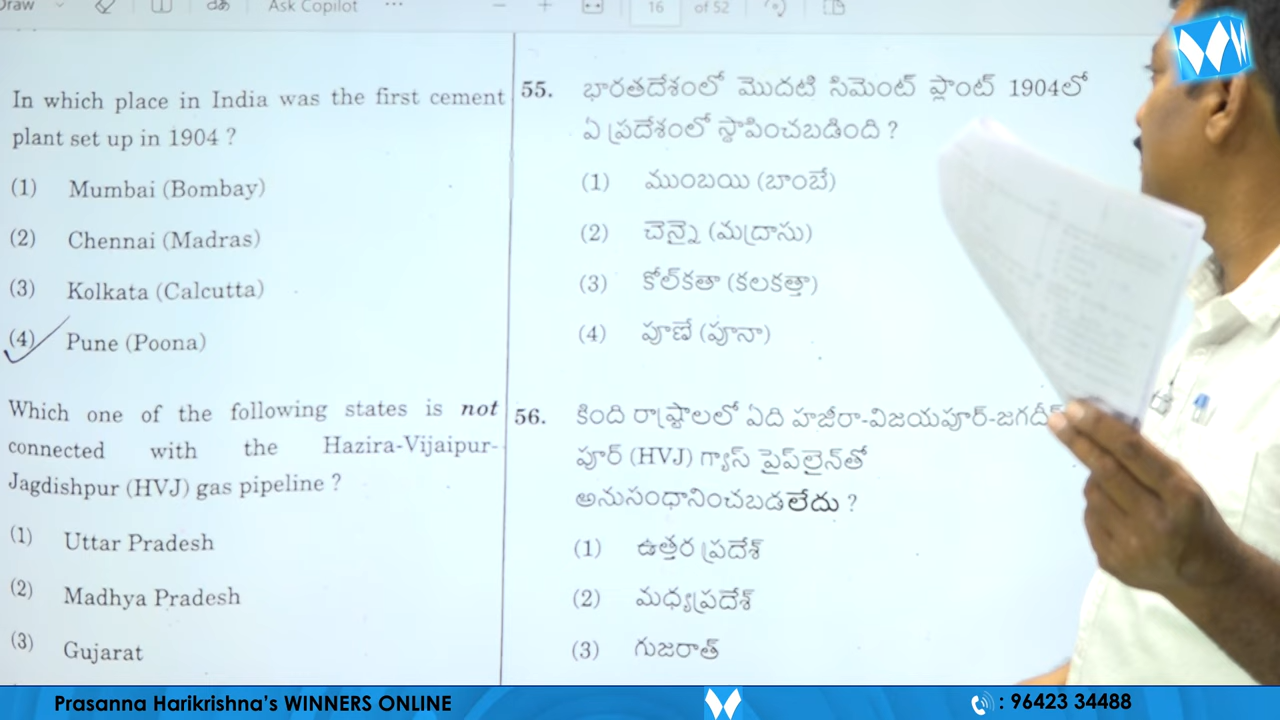 Draw
Ask Copilot
...
16
of 52
In which place in India was the first cement
plant set up in 1904 ?
(1) Mumbai (Bombay)
(2) Chennai (Madras)
(3) Kolkata (Calcutta)
(4) Pune (Poona)
Which one of the following states is not
connected with the Hazira-Vijaipur-
Jagdishpur (HVJ) gas pipeline ?
(1) Uttar Pradesh
(2) Madhya Pradesh
(3) Gujarat
55. భారతదేశంలో మొదటి సిమెంట్ ప్లాంట్ 1904లో
ఏ ప్రదేశంలో స్థాపించబడింది ?
(1) ముంబయి (బాంబే)
(2) చెన్నై (మద్రాసు)
(3) కోల్‌కతా (కలకత్తా)
(4) పూణే (పూనా)
56. కింది రాష్ట్రాలలో ఏది హజీరా-విజయపూర్-జగదీశ్
పూర్ (HVJ) గ్యాస్ పైప్‌లైన్‌తో
అనుసంధానించబడలేదు ?
(1) ఉత్తర ప్రదేశ్
(2) మధ్యప్రదేశ్
(3) గుజరాత్
Prasanna Harikrishna's WINNERS ONLINE
: 96423 34488